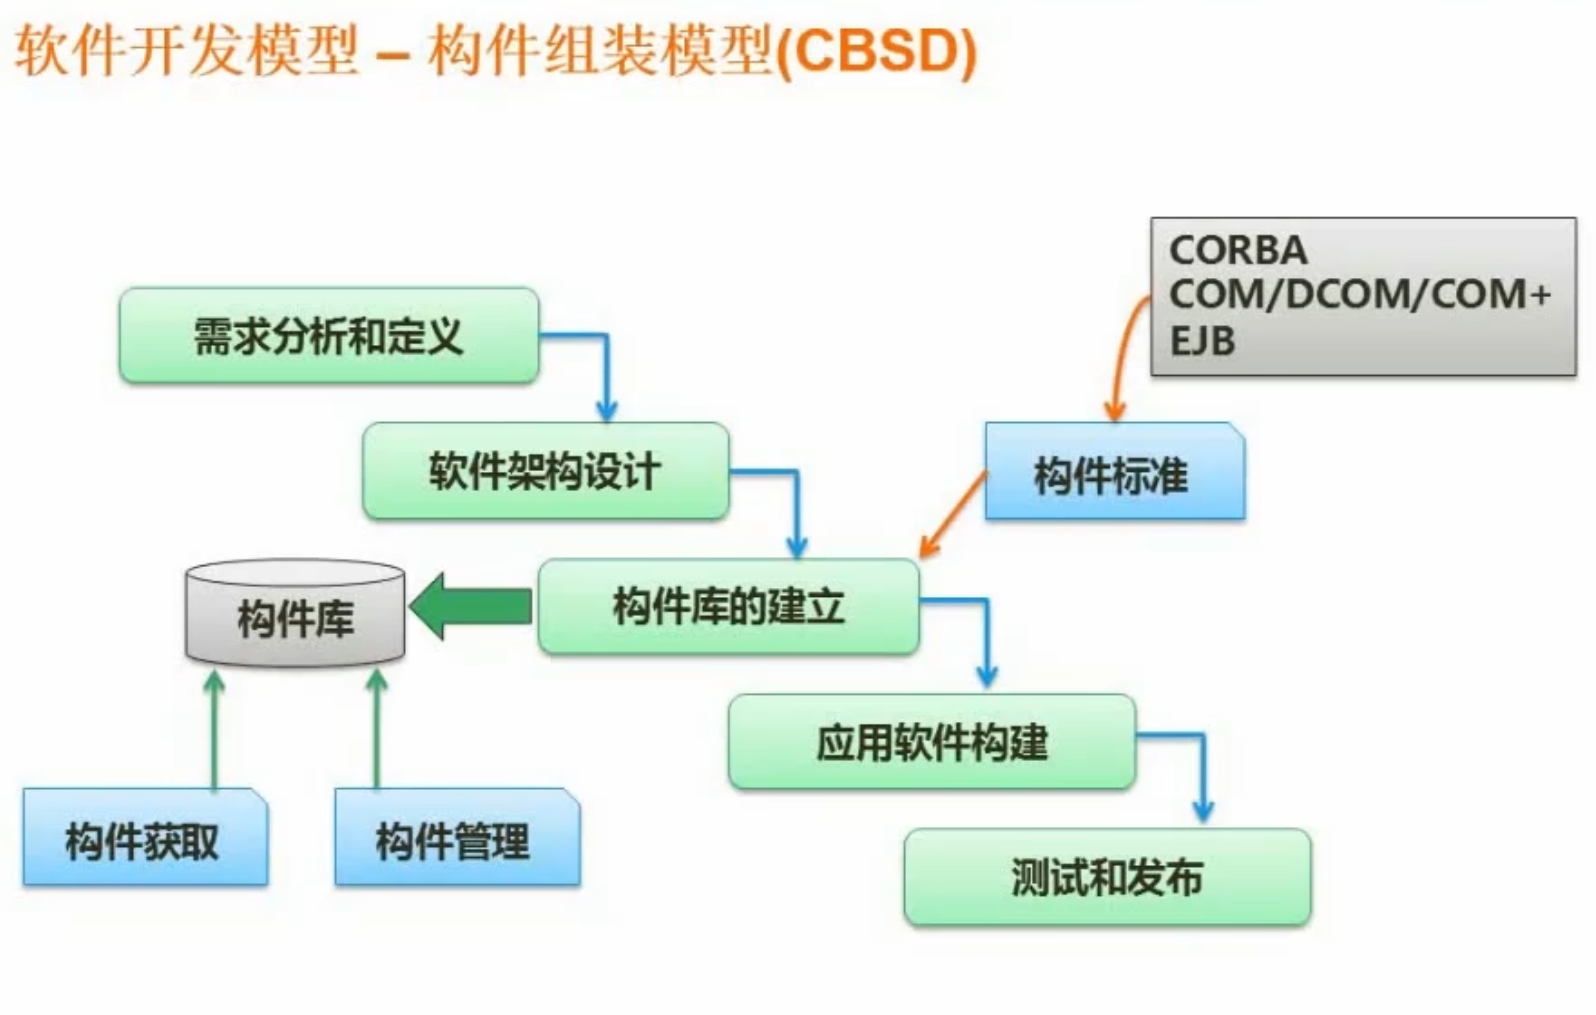 软件开发模型 – 构件组装模型(CBSD)
CORBA
COM/DCOM/COM+
EJB
需求分析和定义
软件架构设计
构件标准
构件库
构件库的建立
应用软件构建
构件获取
构件管理
测试和发布